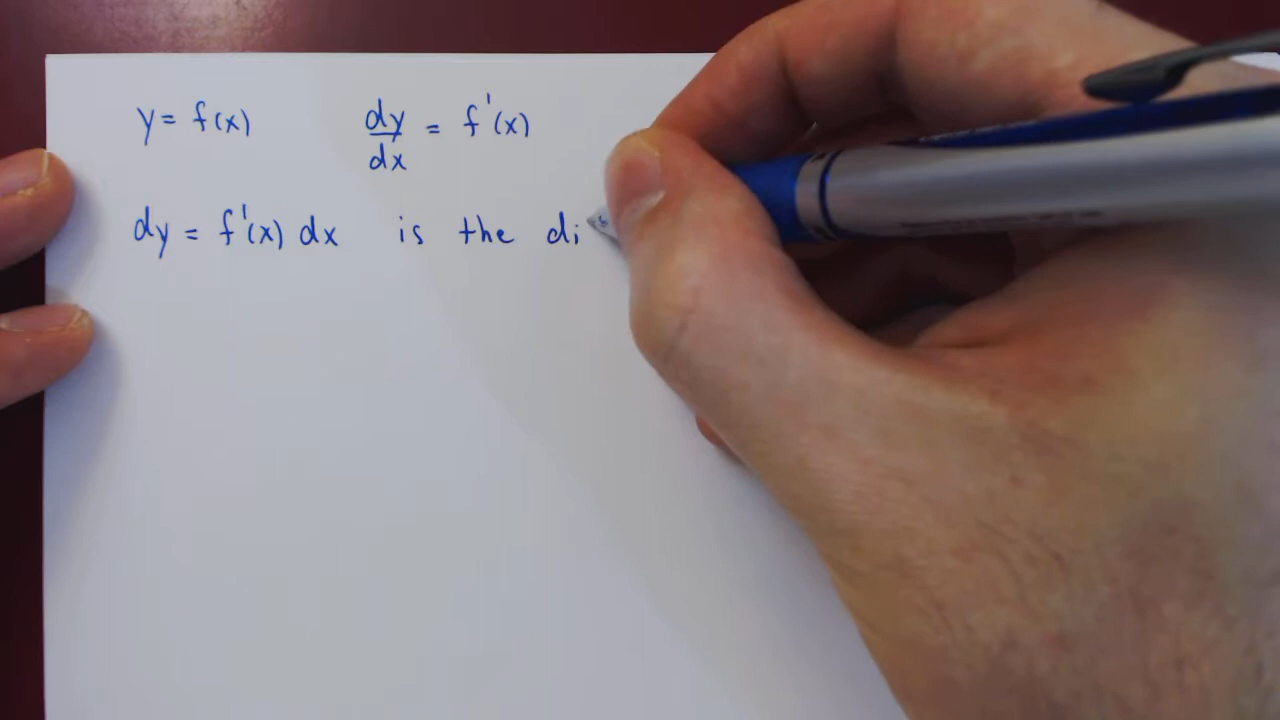 y = f(x) dy/dx = f'(x)
dy = f'(x) dx is the di